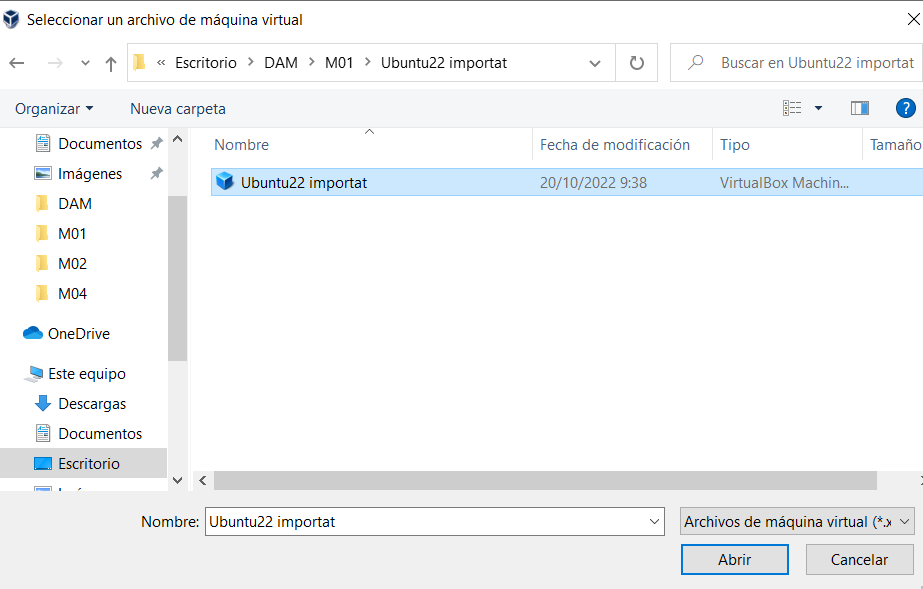 Seleccionar un archivo de máquina virtual
« Escritorio > DAM > M01 > Ubuntu22 importat
Buscar en Ubuntu22 importat
Organizar
Nueva carpeta
?
Documentos
Imágenes
DAM
M01
M02
M04
OneDrive
Este equipo
Descargas
Documentos
Escritorio
Nombre
Fecha de modificación
Tipo
Tamaño
Ubuntu22 importat
20/10/2022 9:38
VirtualBox Machin...
Nombre:
Ubuntu22 importat
Archivos de máquina virtual (*.x
Abrir
Cancelar